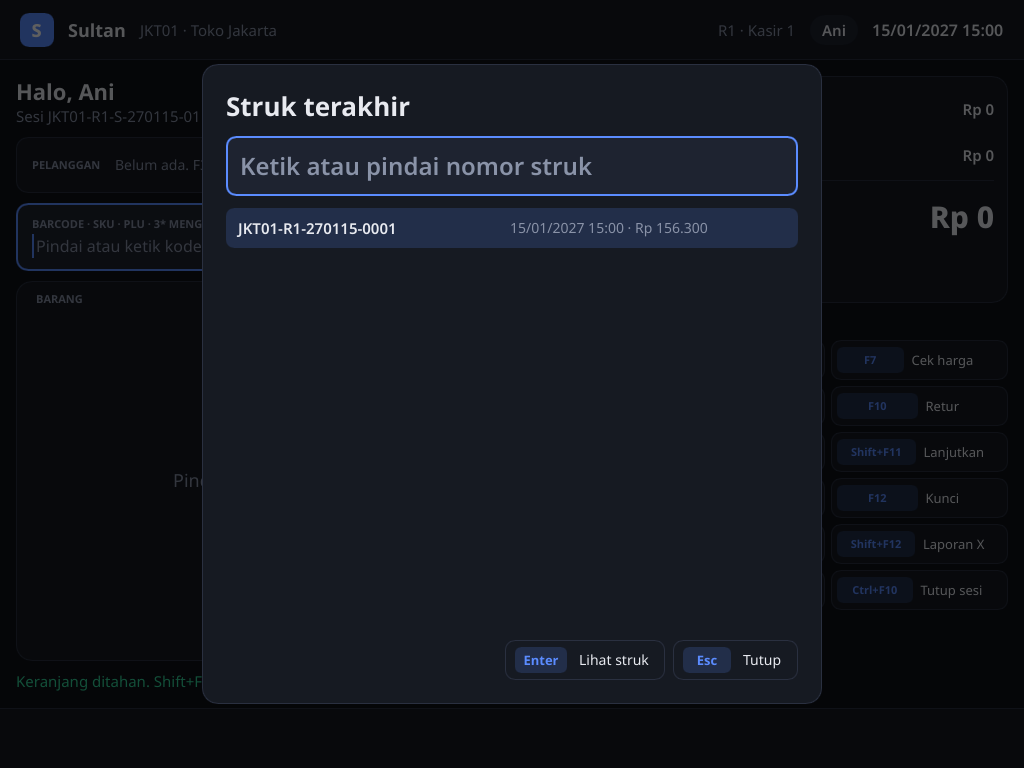 S Sultan JKT01 · Toko Jakarta R1 · Kasir 1 Ani 15/01/2027 15:00
Halo, Ani
Sesi JKT01-R1-S-270115-01
PELANGGAN Belum ada.
BARCODE · SKU · PLU · 3*
Pindai atau ketik kode
BARANG
Keranjang ditahan.
Struk terakhir
Ketik atau pindai nomor struk
JKT01-R1-270115-0001 15/01/2027 15:00 · Rp 156.300
Enter Lihat struk Esc Tutup
Rp 0
Rp 0
Rp 0
F7 Cek harga
F10 Retur
Shift+F11 Lanjutkan
F12 Kunci
Shift+F12 Laporan X
Ctrl+F10 Tutup sesi